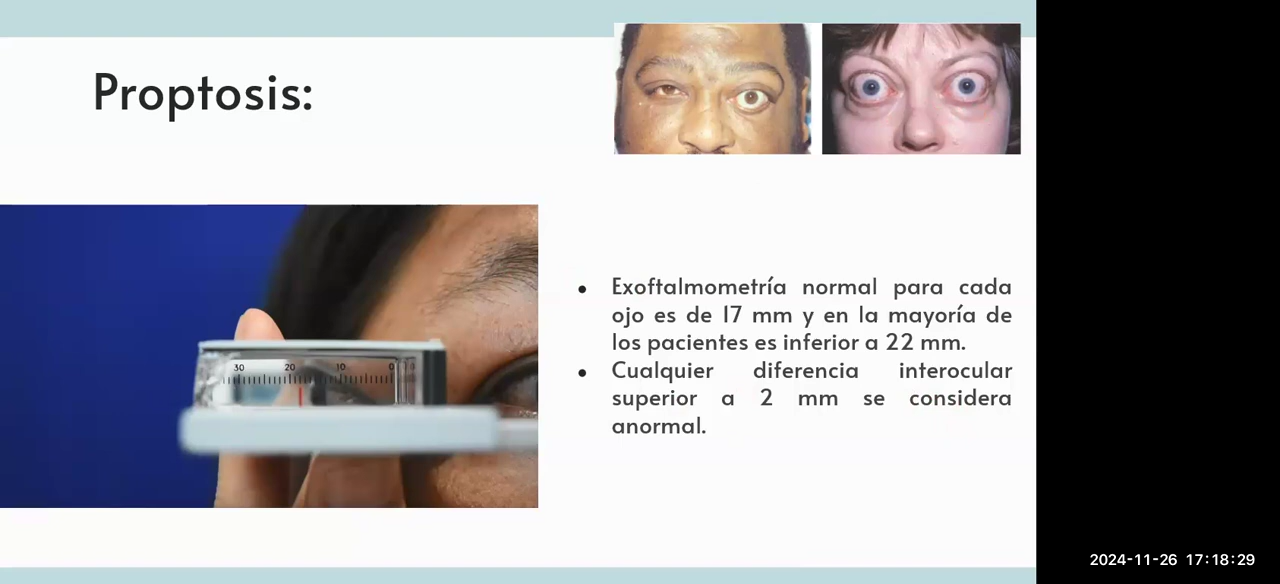 Proptosis:
30 20 10 0
Exoftalmometría normal para cada
ojo es de 17 mm y en la mayoría de
los pacientes es inferior a 22 mm.
Cualquier diferencia interocular
superior a 2 mm se considera
anormal.
2024-11-26 17:18:29